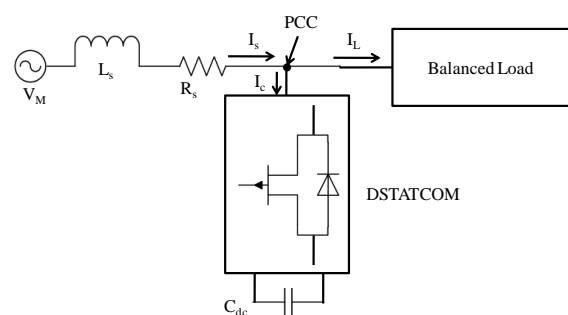 PCC
I_s
I_L
L_s
R_s
V_M
I_c
Balanced Load
DSTATCOM
C_dc